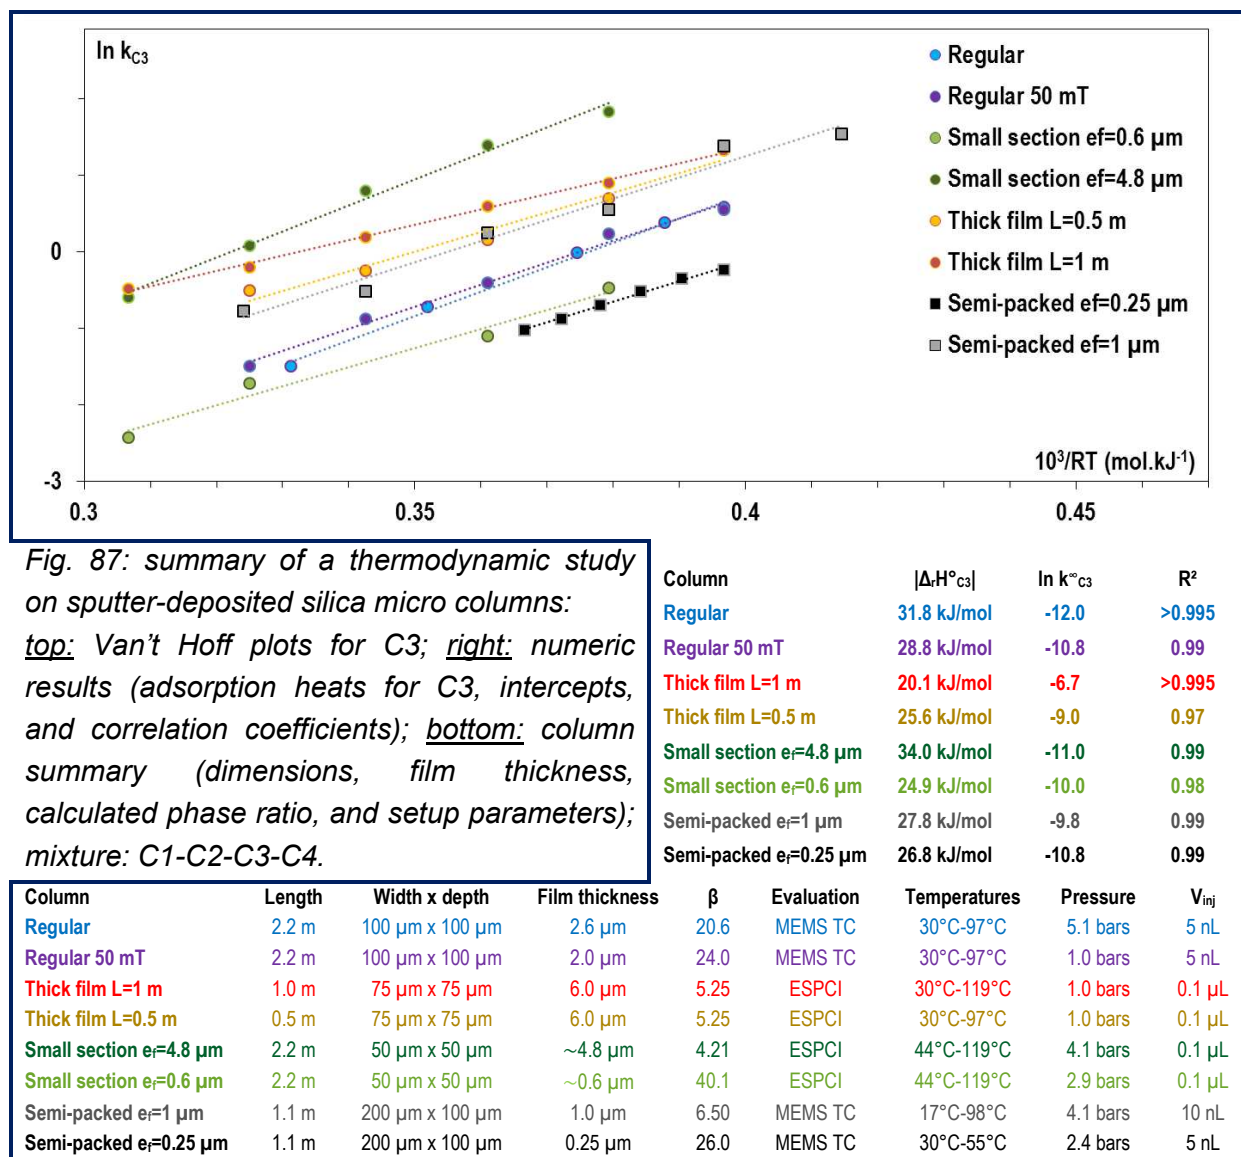 ln kC3
Regular
Regular 50 mT
Small section ef=0.6 µm
Small section ef=4.8 µm
Thick film L=0.5 m
Thick film L=1 m
Semi-packed ef=0.25 µm
Semi-packed ef=1 µm
0
-3
10³/RT (mol.kJ⁻¹)
0.3 0.35 0.4 0.45
Fig. 87: summary of a thermodynamic study
on sputter-deposited silica micro columns:
top: Van't Hoff plots for C3; right: numeric
results (adsorption heats for C3, intercepts,
and correlation coefficients); bottom: column
summary (dimensions, film thickness,
calculated phase ratio, and setup parameters);
mixture: C1-C2-C3-C4.
Column |ΔrH°C3| ln k∞C3 R²
Regular 31.8 kJ/mol -12.0 >0.995
Regular 50 mT 28.8 kJ/mol -10.8 0.99
Thick film L=1 m 20.1 kJ/mol -6.7 >0.995
Thick film L=0.5 m 25.6 kJ/mol -9.0 0.97
Small section ef=4.8 µm 34.0 kJ/mol -11.0 0.99
Small section ef=0.6 µm 24.9 kJ/mol -10.0 0.98
Semi-packed ef=1 µm 27.8 kJ/mol -9.8 0.99
Semi-packed ef=0.25 µm 26.8 kJ/mol -10.8 0.99
Column Length Width x depth Film thickness β Evaluation Temperatures Pressure Vinj
Regular 2.2 m 100 µm x 100 µm 2.6 µm 20.6 MEMS TC 30°C-97°C 5.1 bars 5 nL
Regular 50 mT 2.2 m 100 µm x 100 µm 2.0 µm 24.0 MEMS TC 30°C-97°C 1.0 bars 5 nL
Thick film L=1 m 1.0 m 75 µm x 75 µm 6.0 µm 5.25 ESPCI 30°C-119°C 1.0 bars 0.1 µL
Thick film L=0.5 m 0.5 m 75 µm x 75 µm 6.0 µm 5.25 ESPCI 30°C-97°C 1.0 bars 0.1 µL
Small section ef=4.8 µm 2.2 m 50 µm x 50 µm ~4.8 µm 4.21 ESPCI 44°C-119°C 4.1 bars 0.1 µL
Small section ef=0.6 µm 2.2 m 50 µm x 50 µm ~0.6 µm 40.1 ESPCI 44°C-119°C 2.9 bars 0.1 µL
Semi-packed ef=1 µm 1.1 m 200 µm x 100 µm 1.0 µm 6.50 MEMS TC 17°C-98°C 4.1 bars 10 nL
Semi-packed ef=0.25 µm 1.1 m 200 µm x 100 µm 0.25 µm 26.0 MEMS TC 30°C-55°C 2.4 bars 5 nL